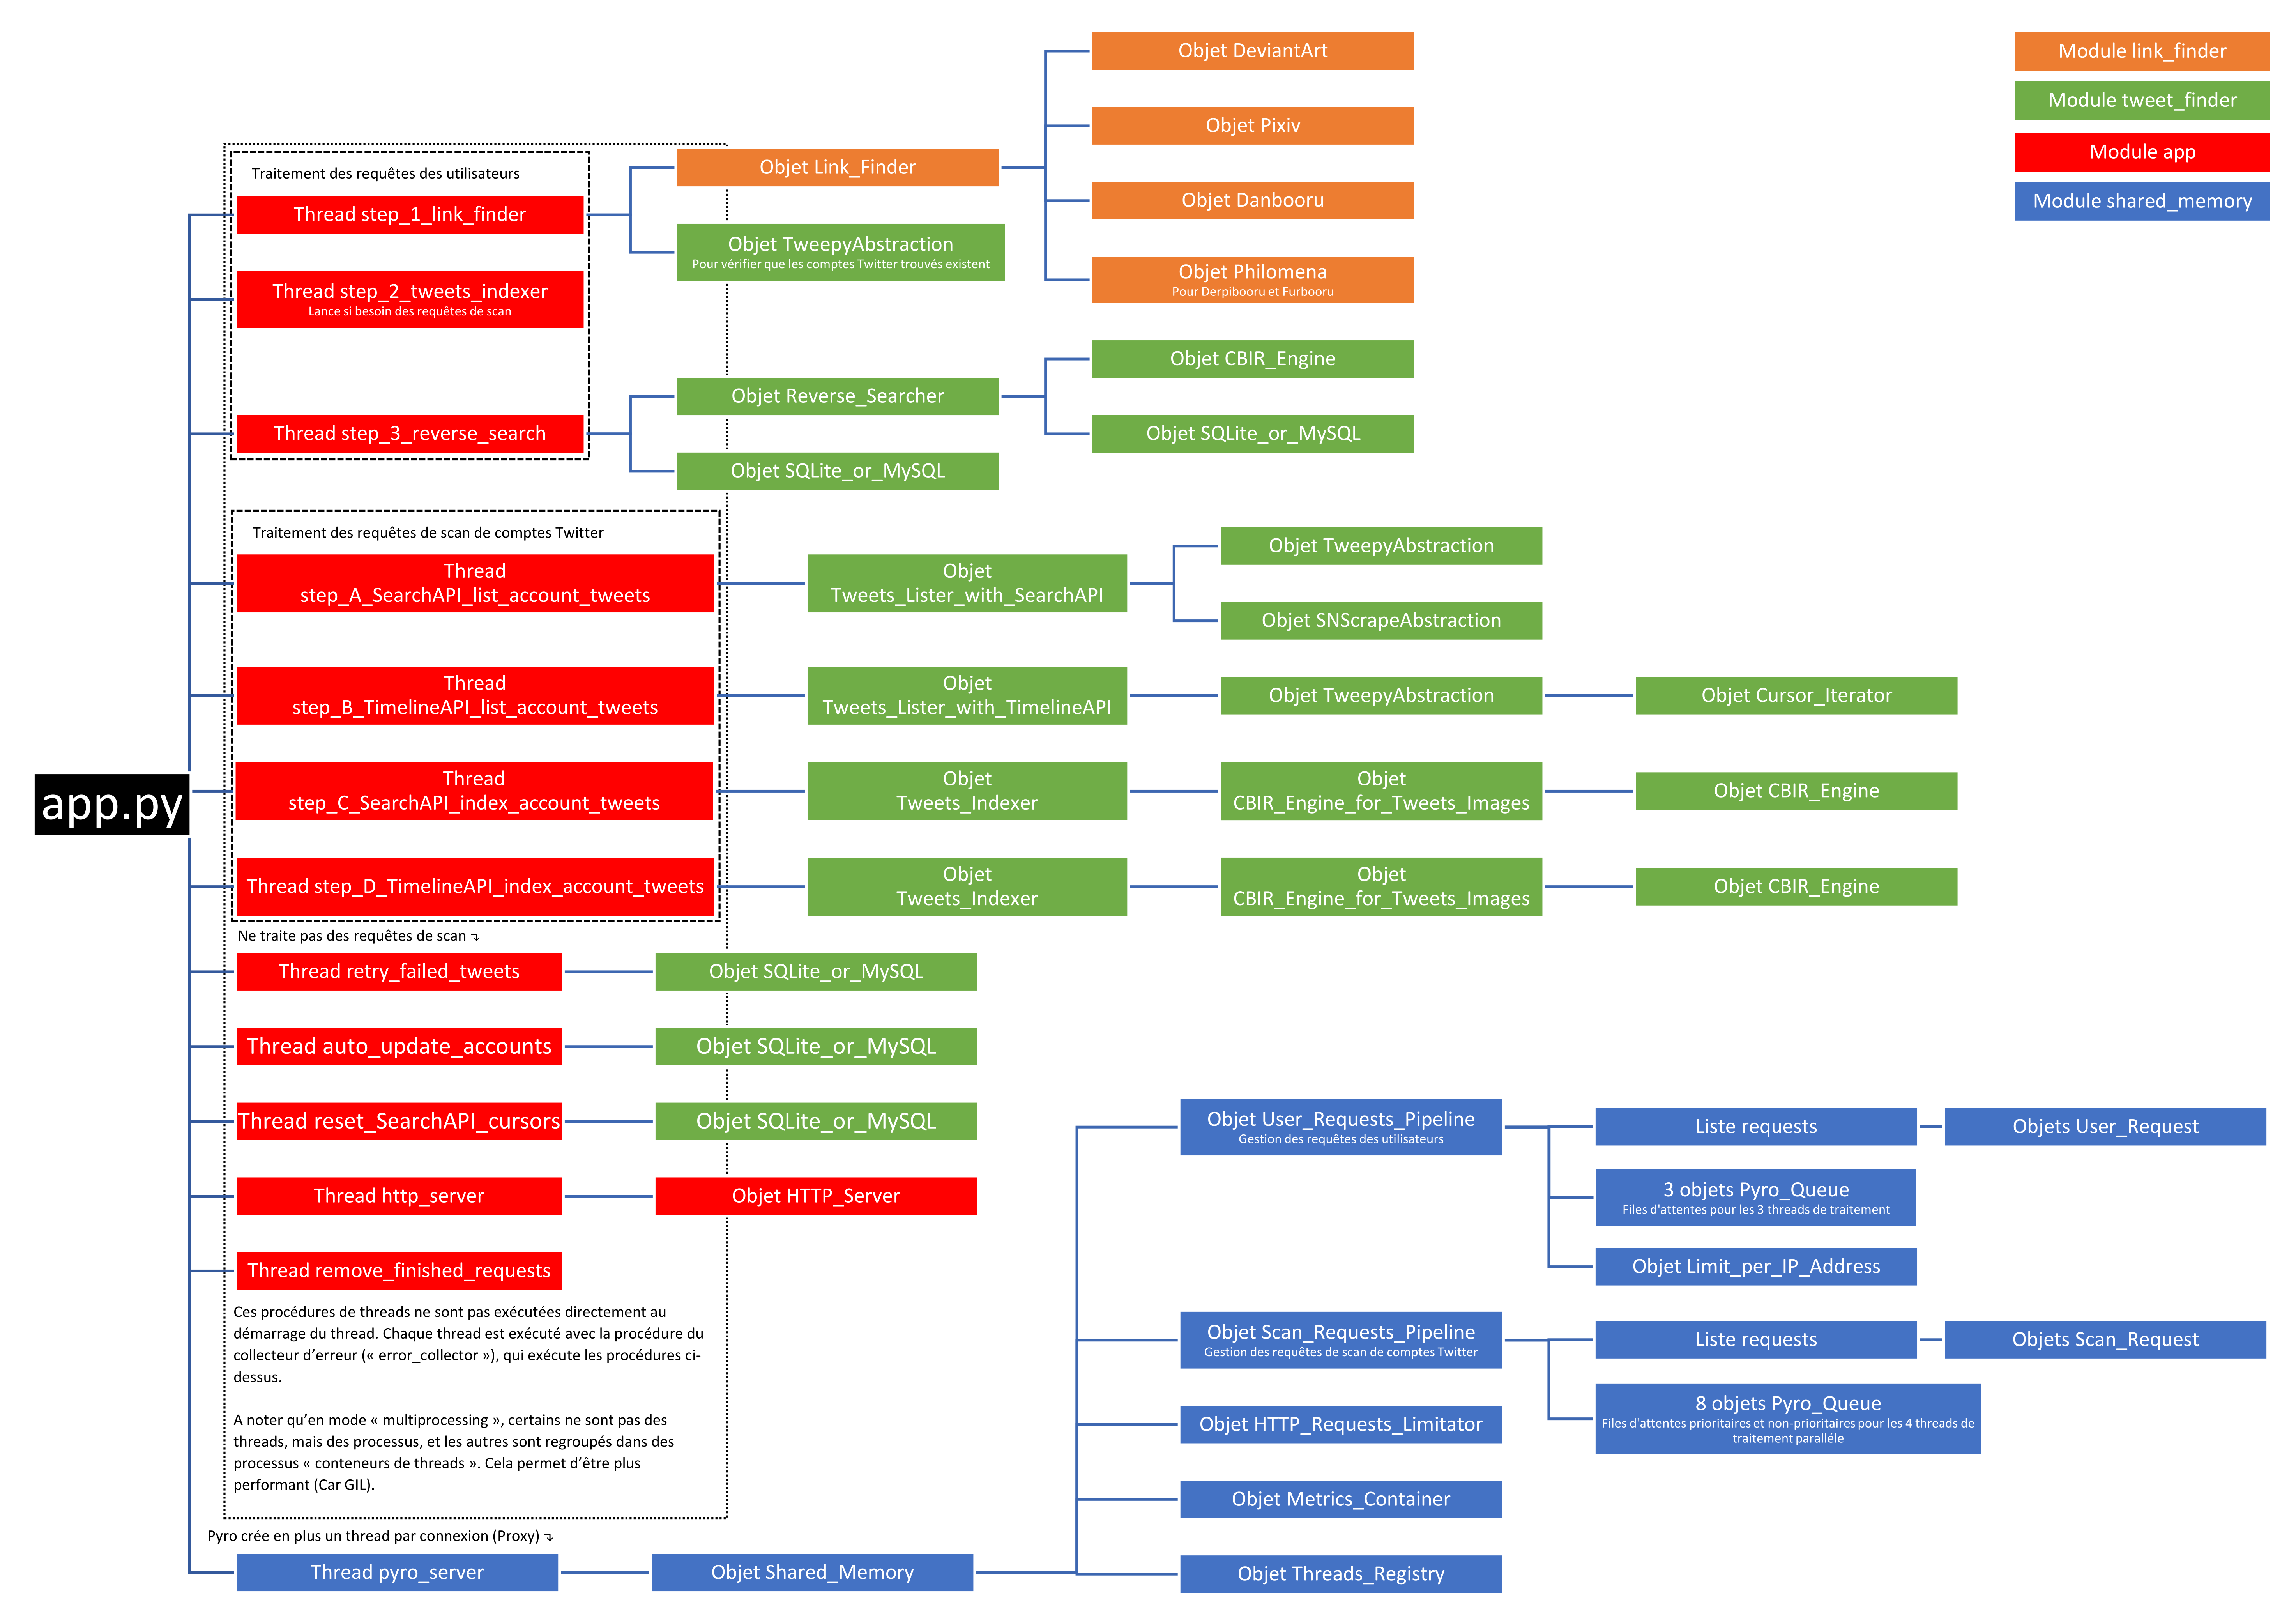 Objet DeviantArt
Module link_finder
Module tweet_finder
Objet Pixiv
Module app
Objet Link_Finder
Traitement des requêtes des utilisateurs
Objet Danbooru
Module shared_memory
Thread step_1_link_finder
Objet TweepyAbstraction
Pour vérifier que les comptes Twitter trouvés existent
Objet Philomena
Pour Derpibooru et Furbooru
Thread step_2_tweets_indexer
Lance si besoin des requêtes de scan
Objet CBIR_Engine
Objet Reverse_Searcher
Thread step_3_reverse_search
Objet SQLite_or_MySQL
Objet SQLite_or_MySQL
Traitement des requêtes de scan de comptes Twitter
Objet TweepyAbstraction
Thread
step_A_SearchAPI_list_account_tweets
Objet
Tweets_Lister_with_SearchAPI
Objet SNScrapeAbstraction
Thread
step_B_TimelineAPI_list_account_tweets
Objet
Tweets_Lister_with_TimelineAPI
Objet TweepyAbstraction
Objet Cursor_Iterator
app.py
Thread
step_C_SearchAPI_index_account_tweets
Objet
Tweets_Indexer
Objet
CBIR_Engine_for_Tweets_Images
Objet CBIR_Engine
Thread step_D_TimelineAPI_index_account_tweets
Objet
Tweets_Indexer
Objet
CBIR_Engine_for_Tweets_Images
Objet CBIR_Engine
Ne traite pas des requêtes de scan ⤵
Thread retry_failed_tweets
Objet SQLite_or_MySQL
Thread auto_update_accounts
Objet SQLite_or_MySQL
Thread reset_SearchAPI_cursors
Objet SQLite_or_MySQL
Objet User_Requests_Pipeline
Gestion des requêtes des utilisateurs
Liste requests
Objets User_Request
Thread http_server
Objet HTTP_Server
3 objets Pyro_Queue
Files d'attentes pour les 3 threads de traitement
Thread remove_finished_requests
Objet Limit_per_IP_Address
Ces procédures de threads ne sont pas exécutées directement au
démarrage du thread. Chaque thread est exécuté avec la procédure du
collecteur d’erreur (« error_collector »), qui exécute les procédures ci-
dessus.
A noter qu’en mode « multiprocessing », certains ne sont pas des
threads, mais des processus, et les autres sont regroupés dans des
processus « conteneurs de threads ». Cela permet d’être plus
performant (Car GIL).
Objet Scan_Requests_Pipeline
Gestion des requêtes de scan de comptes Twitter
Liste requests
Objets Scan_Request
8 objets Pyro_Queue
Files d'attentes prioritaires et non-prioritaires pour les 4 threads de
traitement paralléle
Objet HTTP_Requests_Limitator
Objet Metrics_Container
Pyro crée en plus un thread par connexion (Proxy) ⤵
Thread pyro_server
Objet Shared_Memory
Objet Threads_Registry